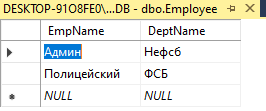 DESKTOP-91O8FE0\...DB - dbo.Employee
EmpName DeptName
Админ Нефсб
Полицейский ФСБ
NULL NULL